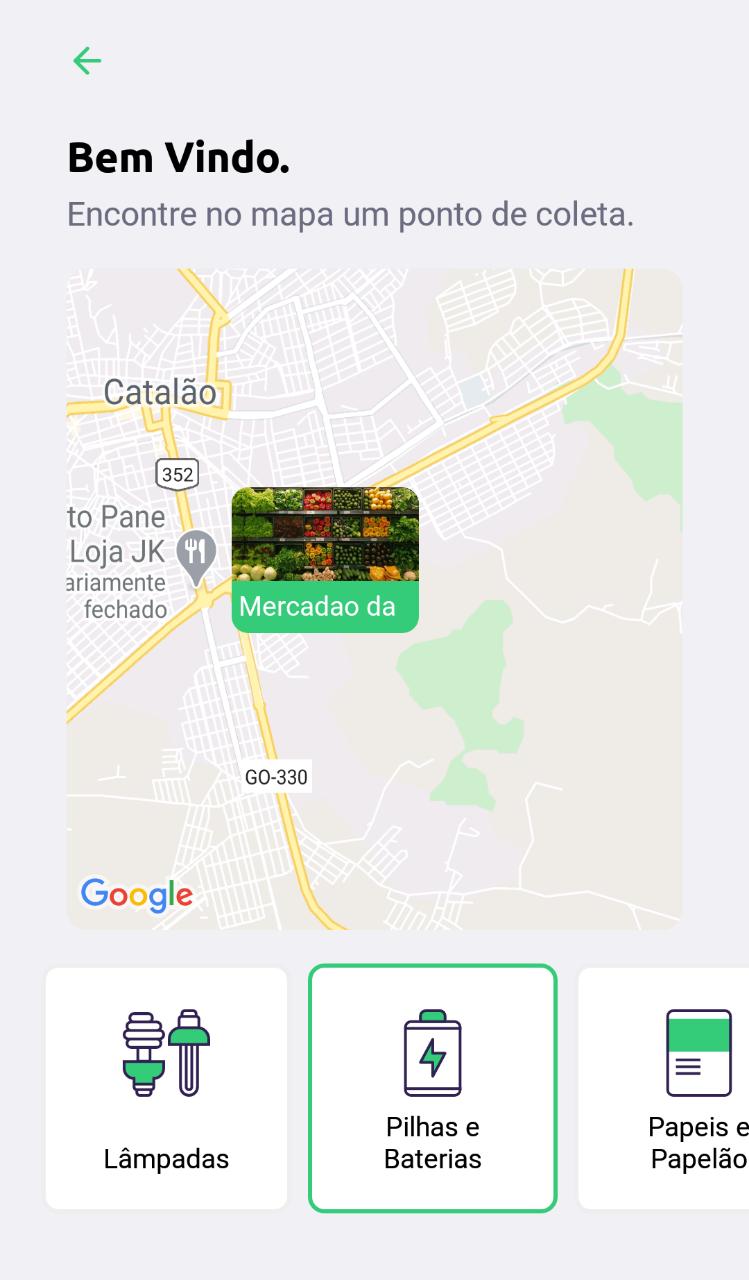 Bem Vindo.
Encontre no mapa um ponto de coleta.
Catalão
352
to Pane
Loja JK
ariamente
fechado
Mercadao da
GO-330
Google
Lâmpadas
Pilhas e
Baterias
Papeis e
Papelão